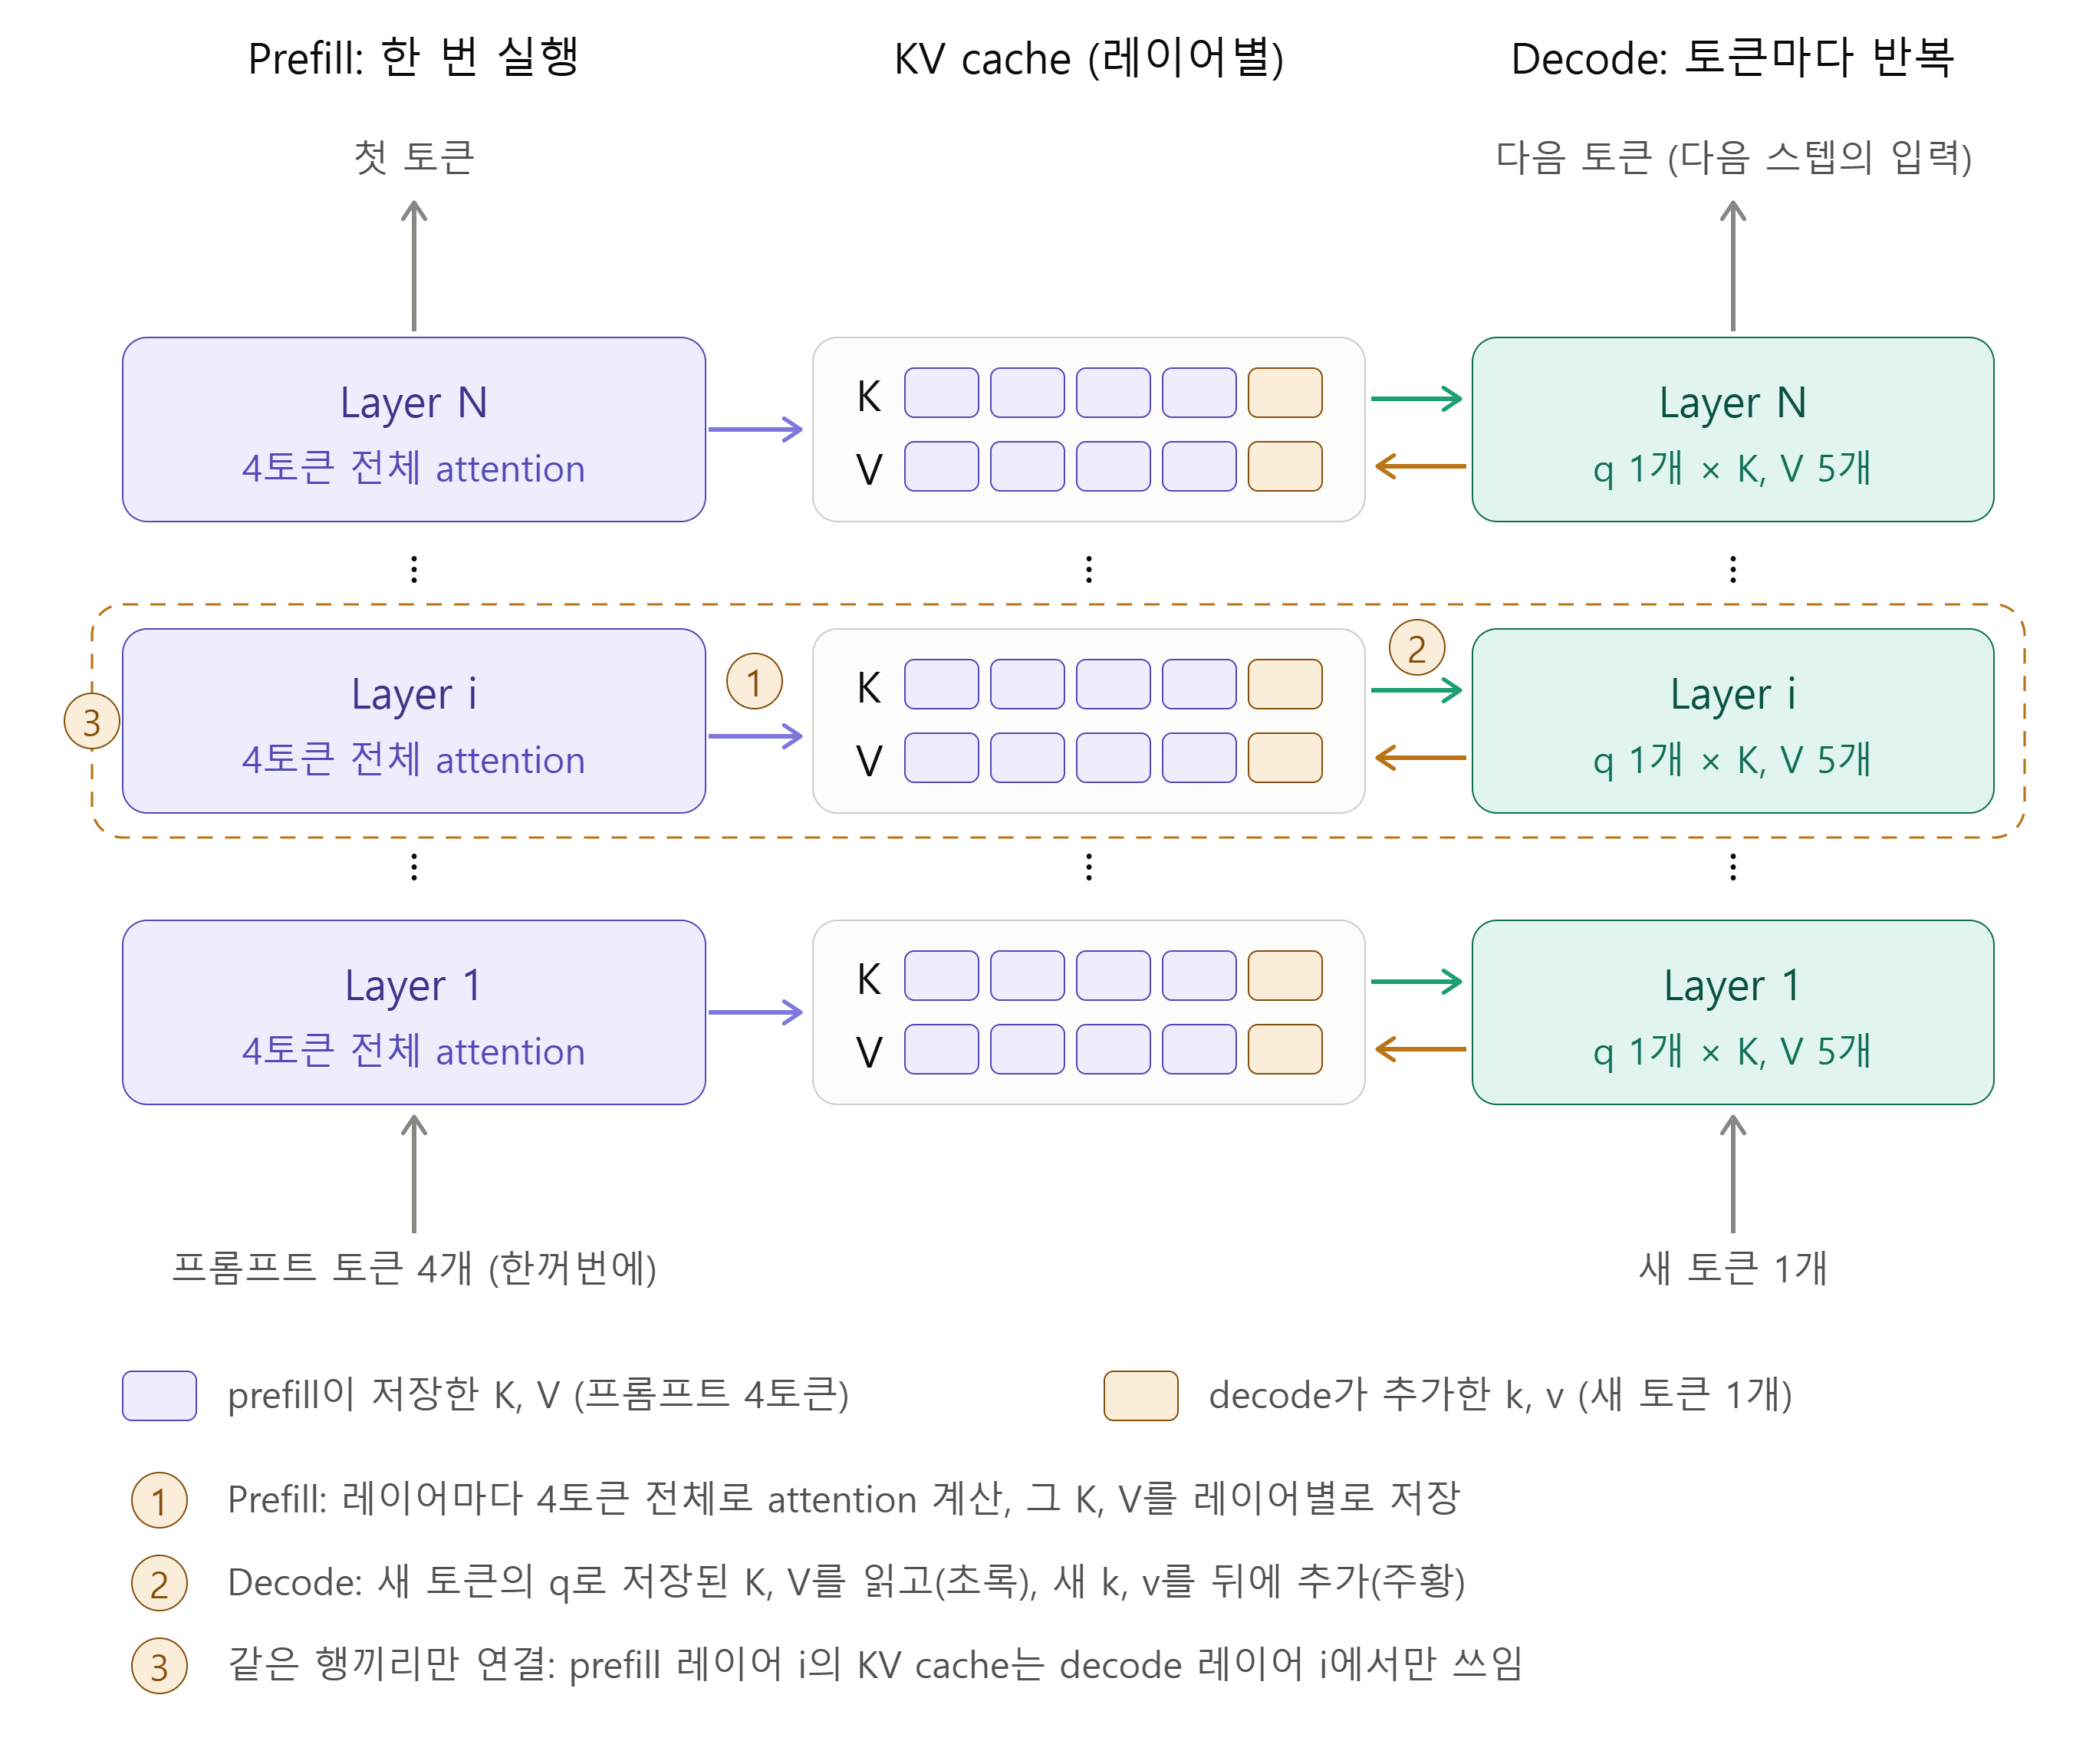 Prefill: 한 번 실행
KV cache (레이어별)
Decode: 토큰마다 반복
첫 토큰
다음 토큰 (다음 스텝의 입력)
Layer N
4토큰 전체 attention
K
V
Layer N
q 1개 × K, V 5개
⋮
⋮
⋮
3
Layer i
4토큰 전체 attention
1
K
V
2
Layer i
q 1개 × K, V 5개
⋮
⋮
⋮
Layer 1
4토큰 전체 attention
K
V
Layer 1
q 1개 × K, V 5개
프롬프트 토큰 4개 (한꺼번에)
새 토큰 1개
prefill이 저장한 K, V (프롬프트 4토큰)
decode가 추가한 k, v (새 토큰 1개)
1 Prefill: 레이어마다 4토큰 전체로 attention 계산, 그 K, V를 레이어별로 저장
2 Decode: 새 토큰의 q로 저장된 K, V를 읽고(초록), 새 k, v를 뒤에 추가(주황)
3 같은 행끼리만 연결: prefill 레이어 i의 KV cache는 decode 레이어 i에서만 쓰임